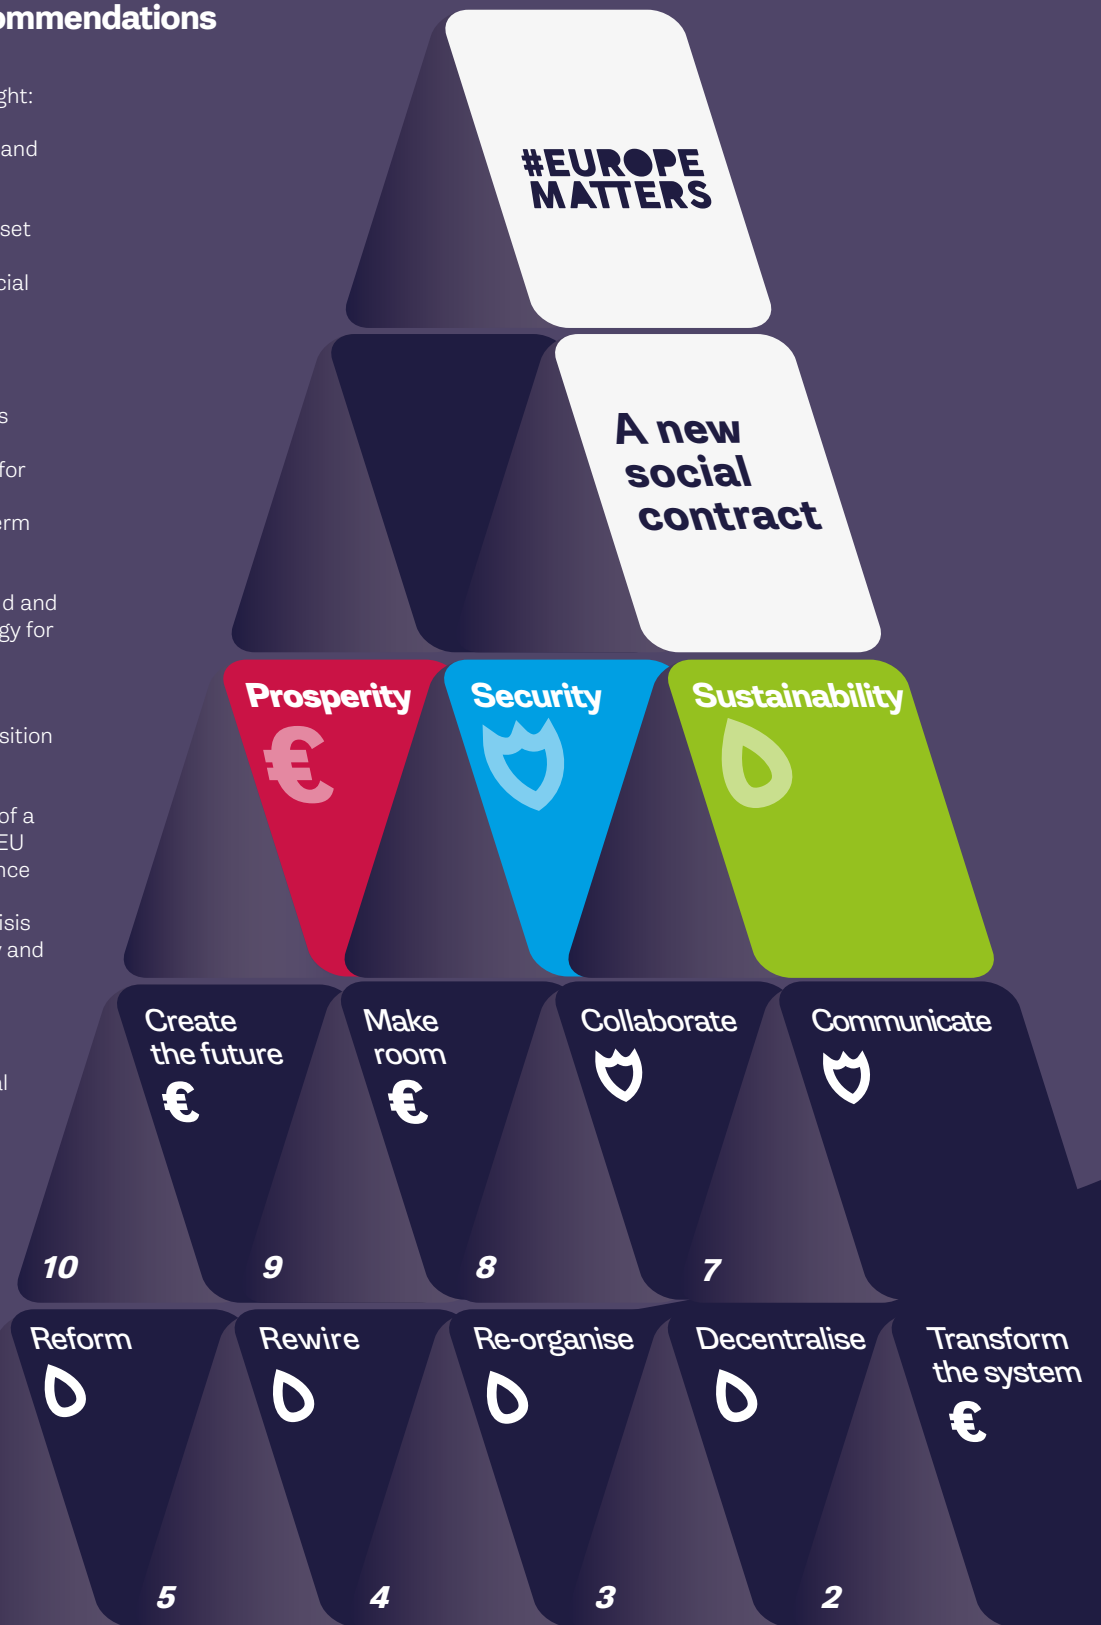 ommendations
ght:
and
set
cial
s
for
erm
d and
gy for
sition
of a
EU
nce
isis
and
al
#EUROPE
MATTERS
A new
social
contract
Prosperity
€
Security
Sustainability
Create
the future
€
Make
room
€
Collaborate
Communicate
10
9
8
7
Reform
Rewire
Re-organise
Decentralise
Transform
the system
€
5
4
3
2